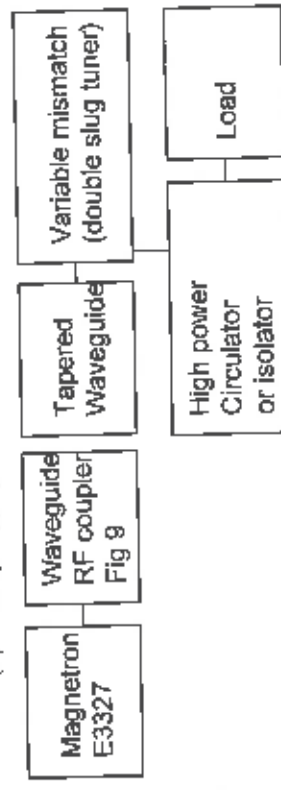 Magnetron
E3327
Waveguide
RF coupler
Fig 9
Tapered
Waveguide
Variable mismatch
(double slug tuner)
High power
Circulator
or isolator
Load